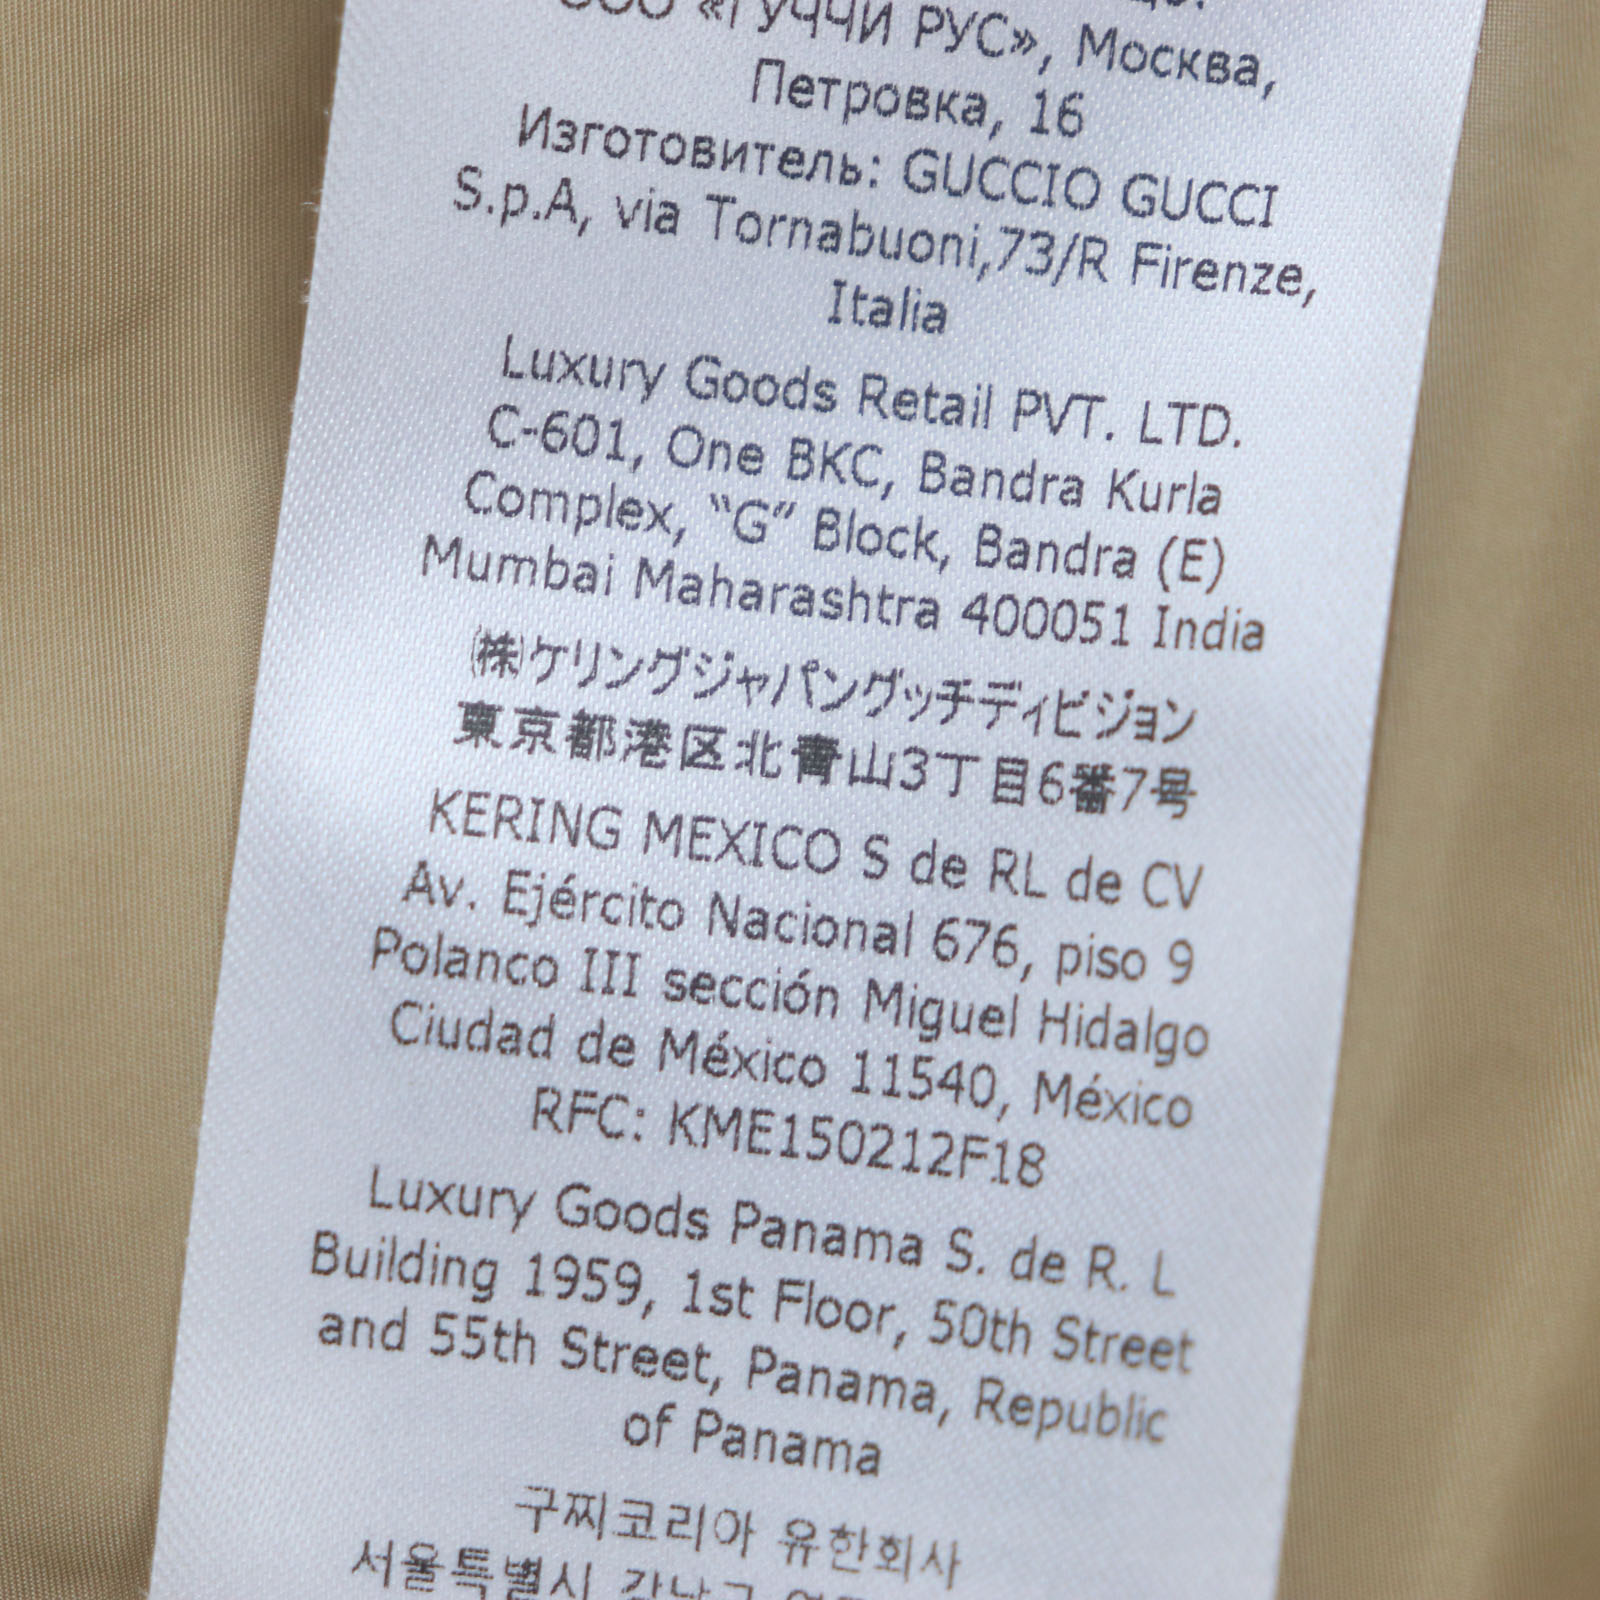 ООО «ГУЧЧИ РУС», Москва,
Петровка, 16
Изготовитель: GUCCIO GUCCI
S.p.A, via Tornabuoni,73/R Firenze,
Italia
Luxury Goods Retail PVT. LTD.
C-601, One BKC, Bandra Kurla
Complex, “G” Block, Bandra (E)
Mumbai Maharashtra 400051 India
㈱ケリングジャパングッチディビジョン
東京都港区北青山3丁目6番7号
KERING MEXICO S de RL de CV
Av. Ejército Nacional 676, piso 9
Polanco III sección Miguel Hidalgo
Ciudad de México 11540, México
RFC: KME150212F18
Luxury Goods Panama S. de R. L
Building 1959, 1st Floor, 50th Street
and 55th Street, Panama, Republic
of Panama
구찌코리아 유한회사
서울특별시 강남구